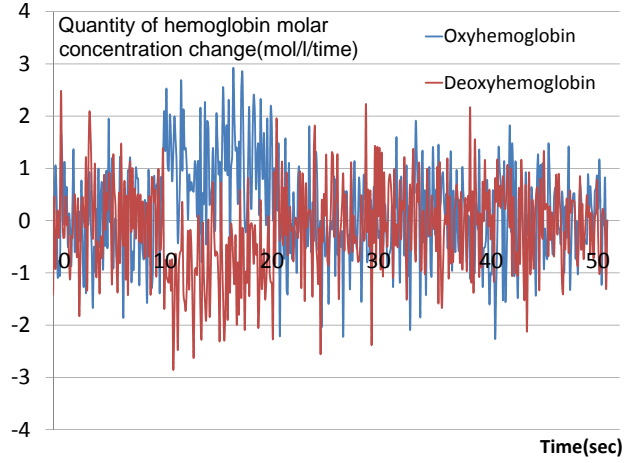 Quantity of hemoglobin molar
concentration change(mol/l/time)
Oxyhemoglobin
Deoxyhemoglobin
4
3
2
1
0
-1
-2
-3
-4
0 10 20 30 40 50
Time(sec)